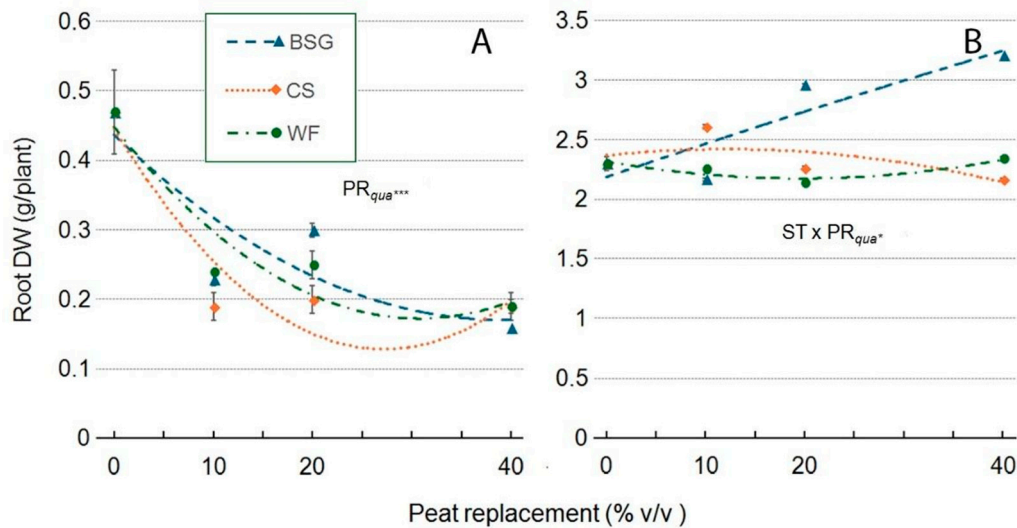 0.6
0.5
0.4
0.3
0.2
0.1
0
BSG
CS
WF
A
PRqua***
0 10 20 40
3.5
3
2.5
2
1.5
1
0.5
0
B
ST x PRqua*
0 10 20 40
Root DW (g/plant)
Peat replacement (% v/v )